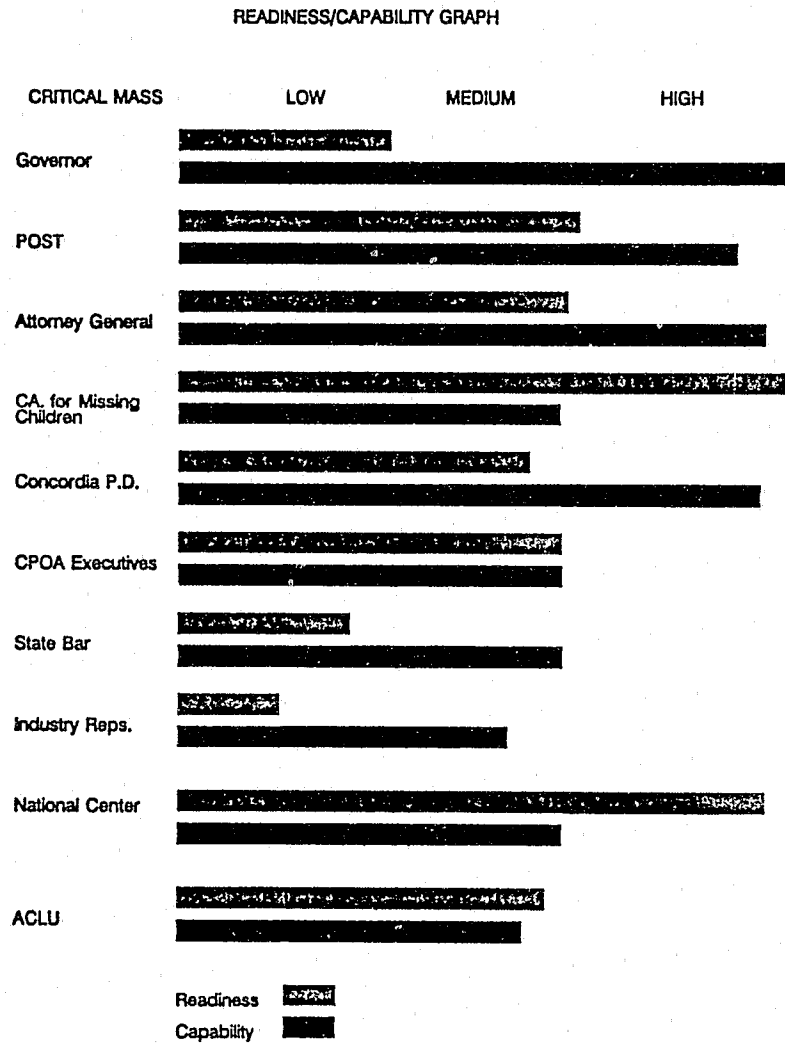 READINESS/CAPABILITY GRAPH
CRITICAL MASS LOW MEDIUM HIGH
Governor
POST
Attorney General
CA. for Missing
Children
Concordia P.D.
CPOA Executives
State Bar
Industry Reps.
National Center
ACLU
Readiness
Capability